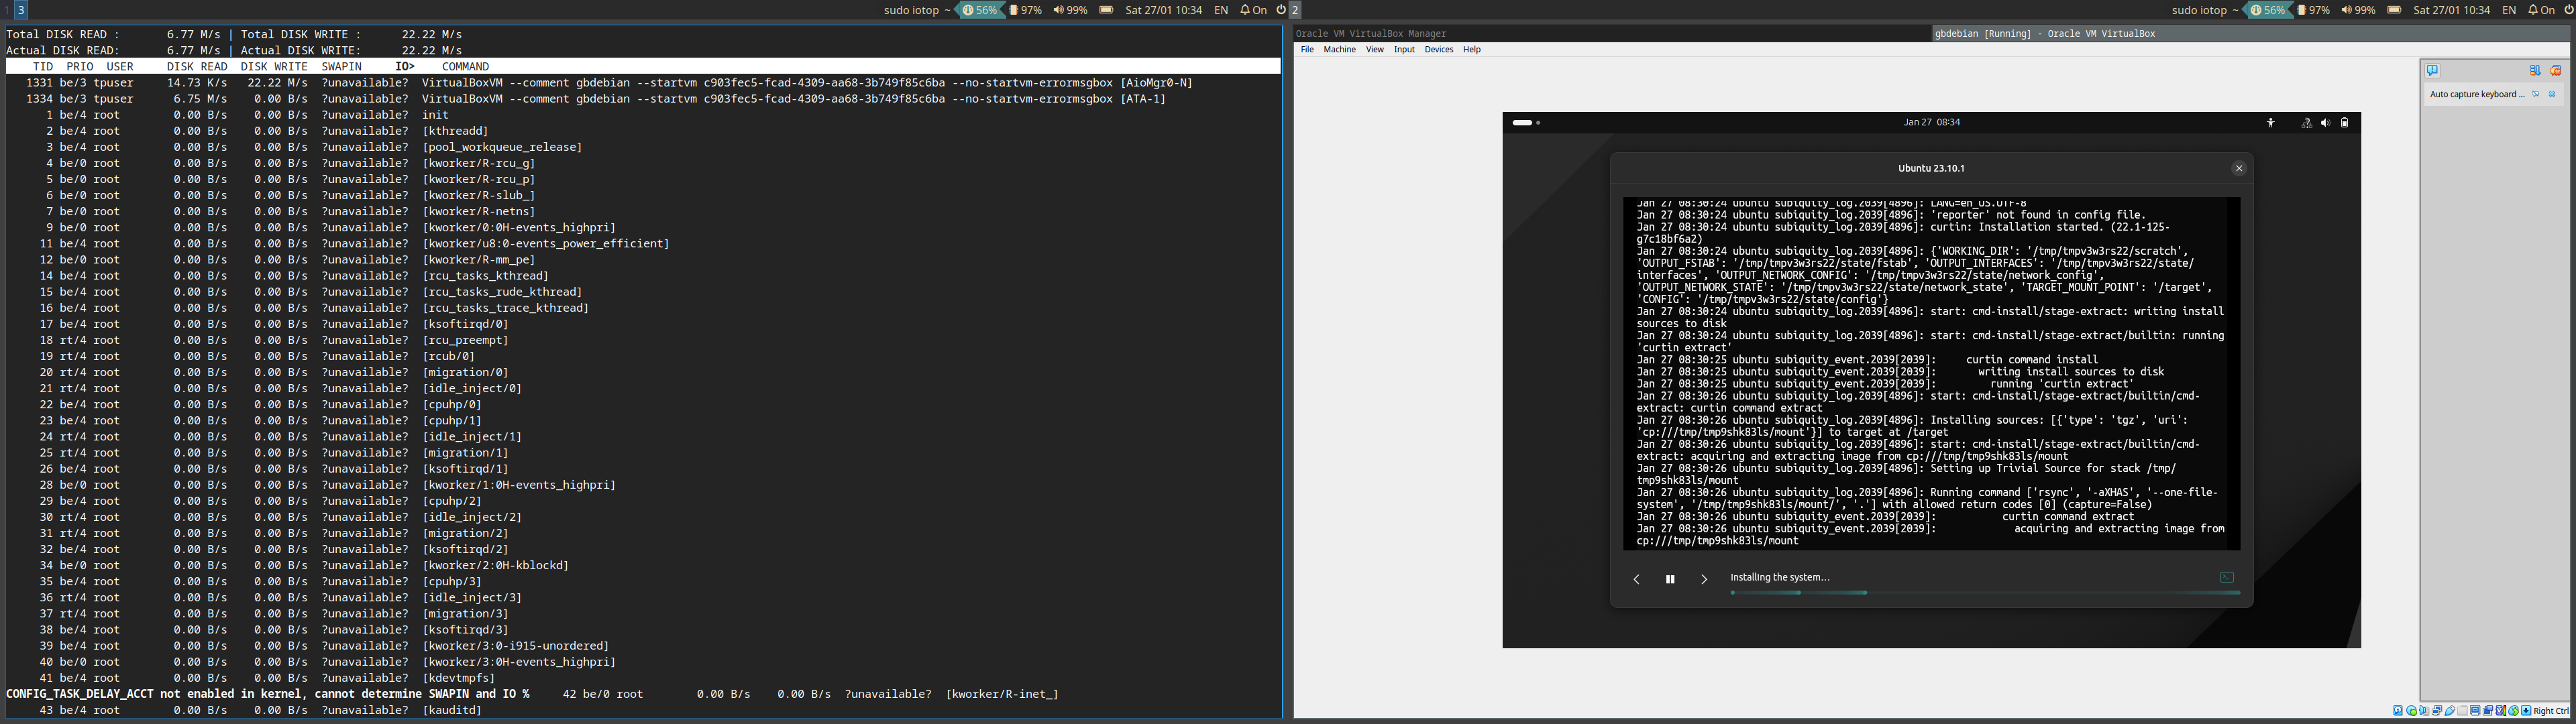 1 3 sudo iotop ~ 56% 97% 99% Sat 27/01 10:34 EN On
Total DISK READ : 6.77 M/s | Total DISK WRITE : 22.22 M/s
Actual DISK READ: 6.77 M/s | Actual DISK WRITE: 22.22 M/s
TID PRIO USER DISK READ DISK WRITE SWAPIN IO> COMMAND
1331 be/3 tpuser 14.73 K/s 22.22 M/s ?unavailable? VirtualBoxVM --comment gbdebian --startvm c903fec5-fcad-4309-aa68-3b749f85c6ba --no-startvm-errormsgbox [AioMgr0-N]
1334 be/3 tpuser 6.75 M/s 0.00 B/s ?unavailable? VirtualBoxVM --comment gbdebian --startvm c903fec5-fcad-4309-aa68-3b749f85c6ba --no-startvm-errormsgbox [ATA-1]
1 be/4 root 0.00 B/s 0.00 B/s ?unavailable? init
2 be/4 root 0.00 B/s 0.00 B/s ?unavailable? [kthreadd]
3 be/4 root 0.00 B/s 0.00 B/s ?unavailable? [pool_workqueue_release]
4 be/0 root 0.00 B/s 0.00 B/s ?unavailable? [kworker/R-rcu_g]
5 be/0 root 0.00 B/s 0.00 B/s ?unavailable? [kworker/R-rcu_p]
6 be/0 root 0.00 B/s 0.00 B/s ?unavailable? [kworker/R-slub_]
7 be/0 root 0.00 B/s 0.00 B/s ?unavailable? [kworker/R-netns]
9 be/0 root 0.00 B/s 0.00 B/s ?unavailable? [kworker/0:0H-events_highpri]
11 be/4 root 0.00 B/s 0.00 B/s ?unavailable? [kworker/u8:0-events_power_efficient]
12 be/0 root 0.00 B/s 0.00 B/s ?unavailable? [kworker/R-mm_pe]
14 be/4 root 0.00 B/s 0.00 B/s ?unavailable? [rcu_tasks_kthread]
15 be/4 root 0.00 B/s 0.00 B/s ?unavailable? [rcu_tasks_rude_kthread]
16 be/4 root 0.00 B/s 0.00 B/s ?unavailable? [rcu_tasks_trace_kthread]
17 be/4 root 0.00 B/s 0.00 B/s ?unavailable? [ksoftirqd/0]
18 rt/4 root 0.00 B/s 0.00 B/s ?unavailable? [rcu_preempt]
19 rt/4 root 0.00 B/s 0.00 B/s ?unavailable? [rcub/0]
20 rt/4 root 0.00 B/s 0.00 B/s ?unavailable? [migration/0]
21 rt/4 root 0.00 B/s 0.00 B/s ?unavailable? [idle_inject/0]
22 be/4 root 0.00 B/s 0.00 B/s ?unavailable? [cpuhp/0]
23 be/4 root 0.00 B/s 0.00 B/s ?unavailable? [cpuhp/1]
24 rt/4 root 0.00 B/s 0.00 B/s ?unavailable? [idle_inject/1]
25 rt/4 root 0.00 B/s 0.00 B/s ?unavailable? [migration/1]
26 be/4 root 0.00 B/s 0.00 B/s ?unavailable? [ksoftirqd/1]
28 be/0 root 0.00 B/s 0.00 B/s ?unavailable? [kworker/1:0H-events_highpri]
29 be/4 root 0.00 B/s 0.00 B/s ?unavailable? [cpuhp/2]
30 rt/4 root 0.00 B/s 0.00 B/s ?unavailable? [idle_inject/2]
31 rt/4 root 0.00 B/s 0.00 B/s ?unavailable? [migration/2]
32 be/4 root 0.00 B/s 0.00 B/s ?unavailable? [ksoftirqd/2]
34 be/0 root 0.00 B/s 0.00 B/s ?unavailable? [kworker/2:0H-kblockd]
35 be/4 root 0.00 B/s 0.00 B/s ?unavailable? [cpuhp/3]
36 rt/4 root 0.00 B/s 0.00 B/s ?unavailable? [idle_inject/3]
37 rt/4 root 0.00 B/s 0.00 B/s ?unavailable? [migration/3]
38 be/4 root 0.00 B/s 0.00 B/s ?unavailable? [ksoftirqd/3]
39 be/4 root 0.00 B/s 0.00 B/s ?unavailable? [kworker/3:0-i915-unordered]
40 be/0 root 0.00 B/s 0.00 B/s ?unavailable? [kworker/3:0H-events_highpri]
41 be/4 root 0.00 B/s 0.00 B/s ?unavailable? [kdevtmpfs]
CONFIG_TASK_DELAY_ACCT not enabled in kernel, cannot determine SWAPIN and IO % 42 be/0 root 0.00 B/s 0.00 B/s ?unavailable? [kworker/R-inet_]
43 be/4 root 0.00 B/s 0.00 B/s ?unavailable? [kauditd]
2 sudo iotop ~ 56% 97% 99% Sat 27/01 10:34 EN On
Oracle VM VirtualBox Manager
gbdebian [Running] - Oracle VM VirtualBox
File Machine View Input Devices Help
Auto capture keyboard ...
Jan 27 08:34
Ubuntu 23.10.1
Jan 27 08:30:24 ubuntu subiquity_log.2039[4896]: LANG=en_US.UTF-8
Jan 27 08:30:24 ubuntu subiquity_log.2039[4896]: 'reporter' not found in config file.
Jan 27 08:30:24 ubuntu subiquity_log.2039[4896]: curtin: Installation started. (22.1-125-
g7c18bf6a2)
Jan 27 08:30:24 ubuntu subiquity_log.2039[4896]: {'WORKING_DIR': '/tmp/tmpv3w3rs22/scratch',
'OUTPUT_FSTAB': '/tmp/tmpv3w3rs22/state/fstab', 'OUTPUT_INTERFACES': '/tmp/tmpv3w3rs22/state/
interfaces', 'OUTPUT_NETWORK_CONFIG': '/tmp/tmpv3w3rs22/state/network_config',
'OUTPUT_NETWORK_STATE': '/tmp/tmpv3w3rs22/state/network_state', 'TARGET_MOUNT_POINT': '/target',
'CONFIG': '/tmp/tmpv3w3rs22/state/config'}
Jan 27 08:30:24 ubuntu subiquity_log.2039[4896]: start: cmd-install/stage-extract: writing install
sources to disk
Jan 27 08:30:24 ubuntu subiquity_log.2039[4896]: start: cmd-install/stage-extract/builtin: running
'curtin extract'
Jan 27 08:30:25 ubuntu subiquity_event.2039[2039]: curtin command install
Jan 27 08:30:25 ubuntu subiquity_event.2039[2039]: writing install sources to disk
Jan 27 08:30:25 ubuntu subiquity_event.2039[2039]: running 'curtin extract'
Jan 27 08:30:26 ubuntu subiquity_log.2039[4896]: start: cmd-install/stage-extract/builtin/cmd-
extract: curtin command extract
Jan 27 08:30:26 ubuntu subiquity_log.2039[4896]: Installing sources: [{'type': 'tgz', 'uri':
'cp:///tmp/tmp9shk83ls/mount'}] to target at /target
Jan 27 08:30:26 ubuntu subiquity_log.2039[4896]: start: cmd-install/stage-extract/builtin/cmd-
extract: acquiring and extracting image from cp:///tmp/tmp9shk83ls/mount
Jan 27 08:30:26 ubuntu subiquity_log.2039[4896]: Setting up Trivial Source for stack /tmp/
tmp9shk83ls/mount
Jan 27 08:30:26 ubuntu subiquity_log.2039[4896]: Running command ['rsync', '-aXHAS', '--one-file-
system', '/tmp/tmp9shk83ls/mount/', '.'] with allowed return codes [0] (capture=False)
Jan 27 08:30:26 ubuntu subiquity_event.2039[2039]: curtin command extract
Jan 27 08:30:26 ubuntu subiquity_event.2039[2039]: acquiring and extracting image from
cp:///tmp/tmp9shk83ls/mount
Installing the system...
Right Ctrl